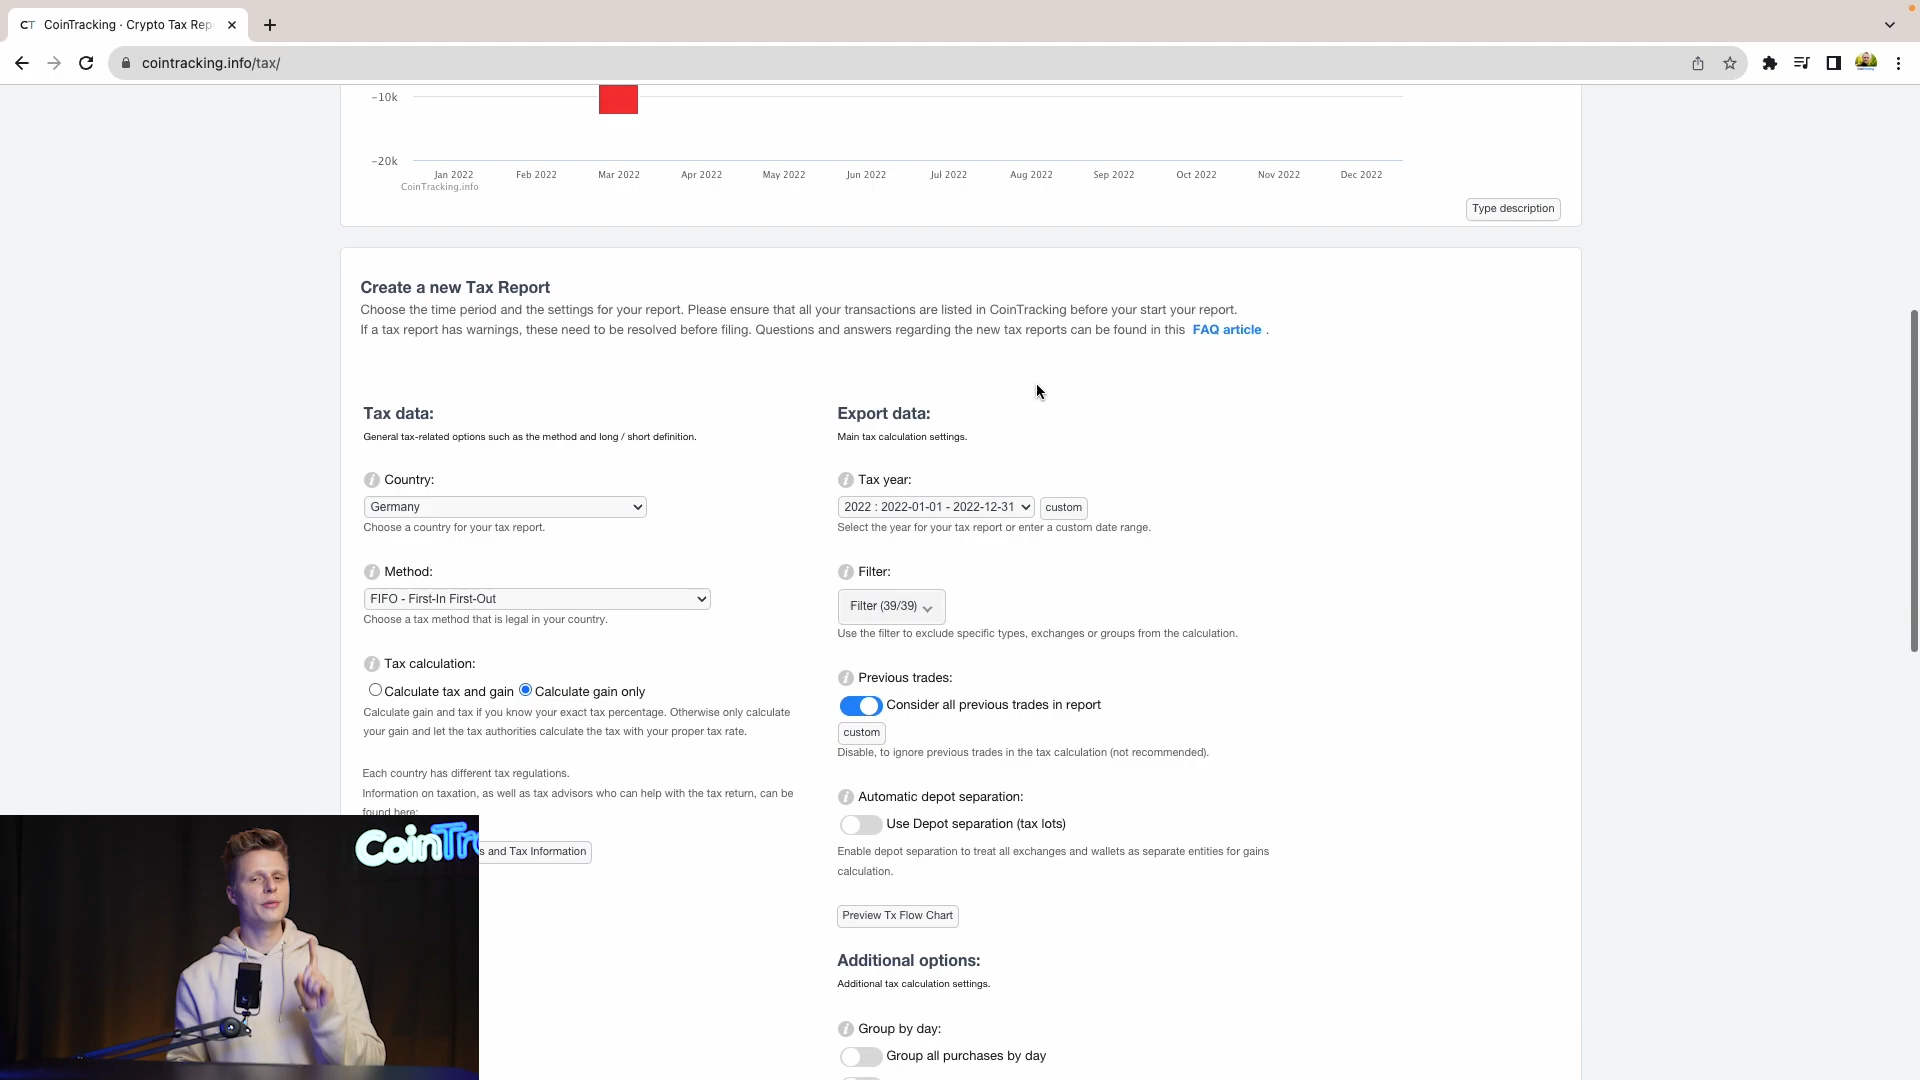 CT CoinTracking · Crypto Tax Rep
cointracking.info/tax/
-10k
-20k
Jan 2022 Feb 2022 Mar 2022 Apr 2022 May 2022 Jun 2022 Jul 2022 Aug 2022 Sep 2022 Oct 2022 Nov 2022 Dec 2022
CoinTracking.info
Type description
Create a new Tax Report
Choose the time period and the settings for your report. Please ensure that all your transactions are listed in CoinTracking before your start your report.
If a tax report has warnings, these need to be resolved before filing. Questions and answers regarding the new tax reports can be found in this FAQ article .
Tax data:
General tax-related options such as the method and long / short definition.
Country:
Germany
Choose a country for your tax report.
Method:
FIFO - First-In First-Out
Choose a tax method that is legal in your country.
Tax calculation:
Calculate tax and gain Calculate gain only
Calculate gain and tax if you know your exact tax percentage. Otherwise only calculate
your gain and let the tax authorities calculate the tax with your proper tax rate.
Each country has different tax regulations.
Information on taxation, as well as tax advisors who can help with the tax return, can be
found here:
s and Tax Information
CoinTr
Export data:
Main tax calculation settings.
Tax year:
2022 : 2022-01-01 - 2022-12-31 custom
Select the year for your tax report or enter a custom date range.
Filter:
Filter (39/39)
Use the filter to exclude specific types, exchanges or groups from the calculation.
Previous trades:
Consider all previous trades in report
custom
Disable, to ignore previous trades in the tax calculation (not recommended).
Automatic depot separation:
Use Depot separation (tax lots)
Enable depot separation to treat all exchanges and wallets as separate entities for gains
calculation.
Preview Tx Flow Chart
Additional options:
Additional tax calculation settings.
Group by day:
Group all purchases by day